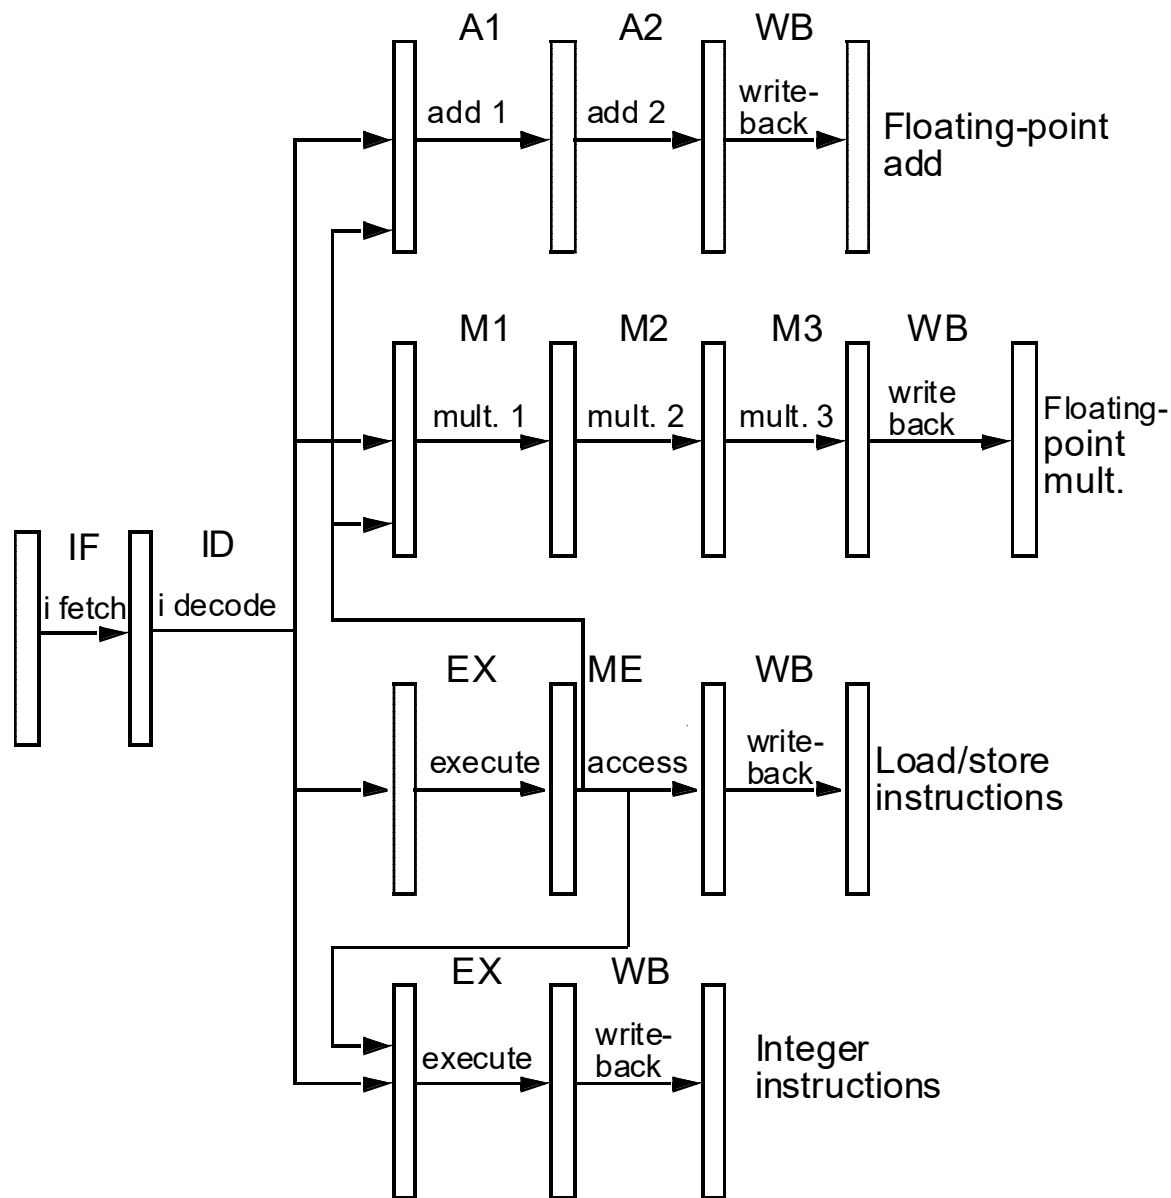 A1 A2 WB
add 1 add 2 write-
back
Floating-point
add
M1 M2 M3 WB
mult. 1 mult. 2 mult. 3 write
back
Floating-
point
mult.
IF ID
i fetch i decode
EX ME WB
execute access write-
back
Load/store
instructions
EX WB
execute write-
back
Integer
instructions